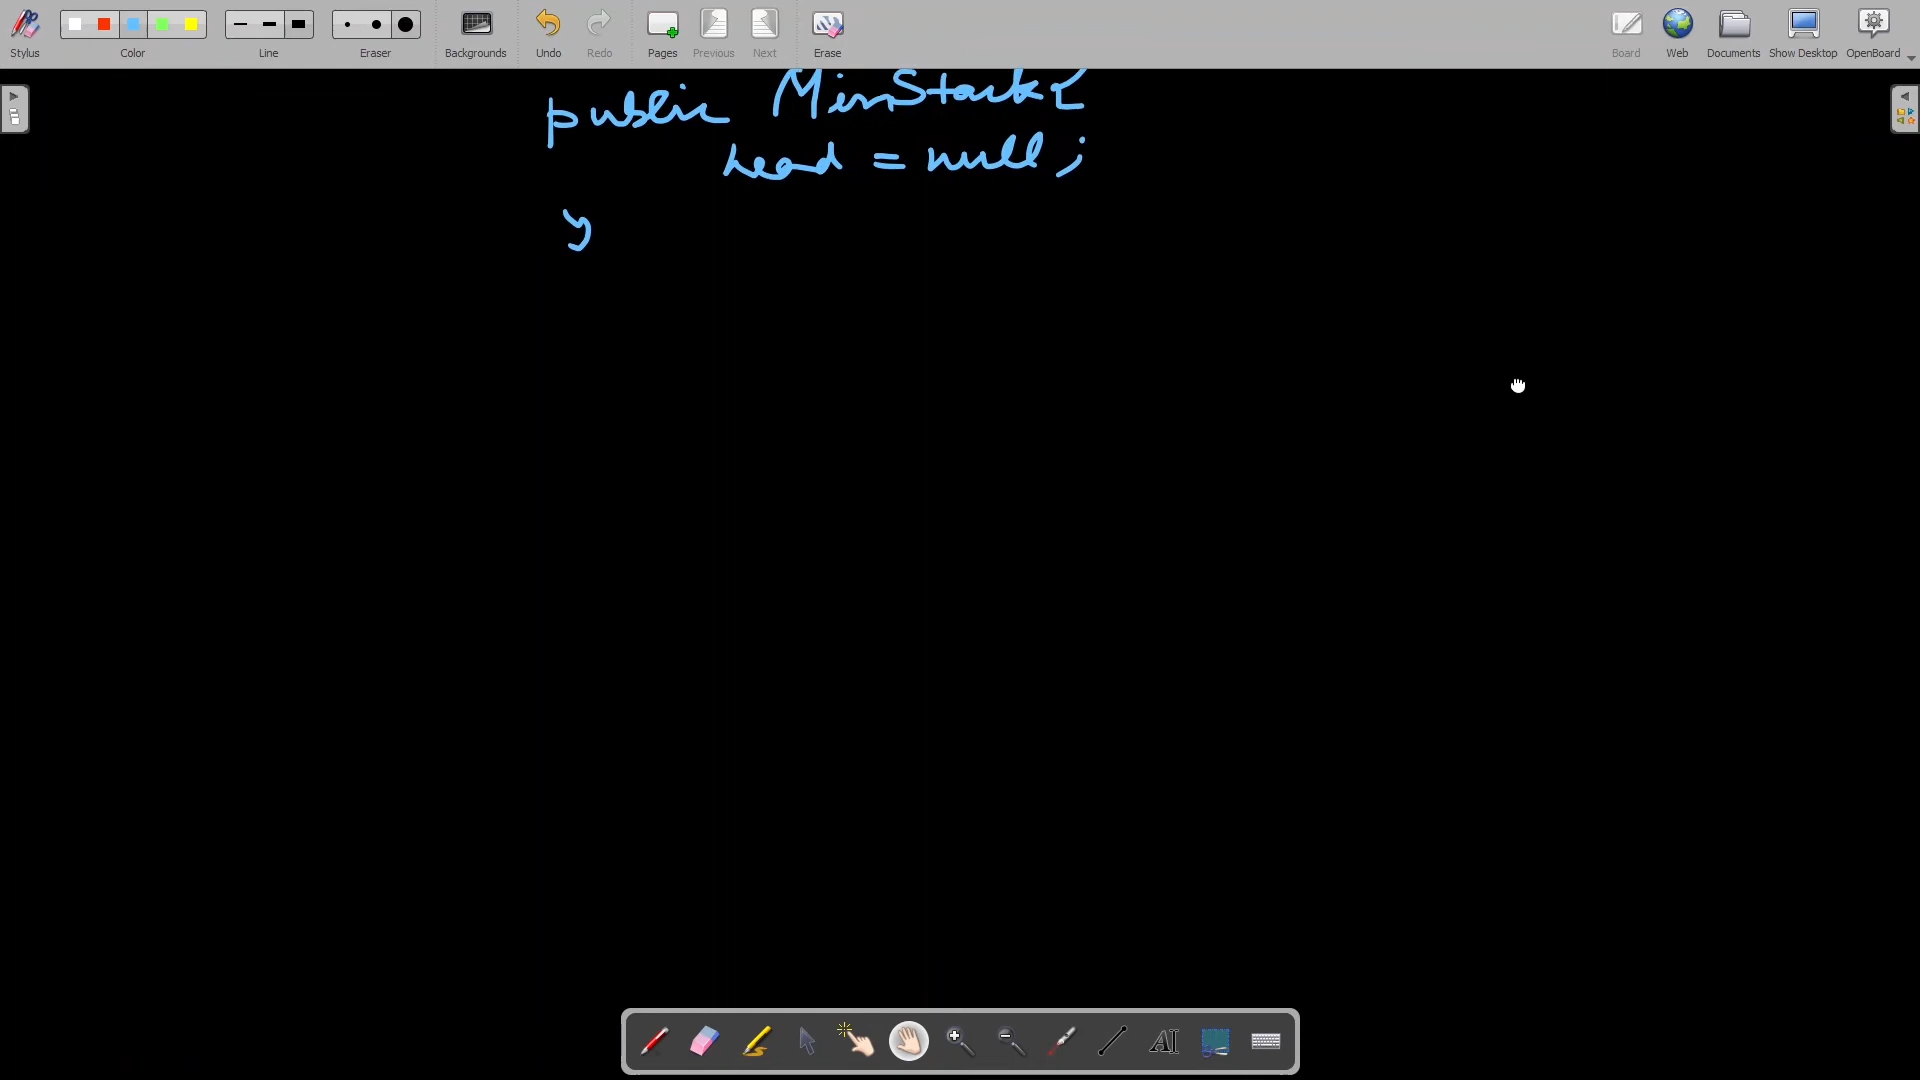 Stylus Color Line Eraser Backgrounds Undo Redo Pages Previous Next Erase Board Web Documents Show Desktop OpenBoard
public MinStack{
head = null;
}
AI